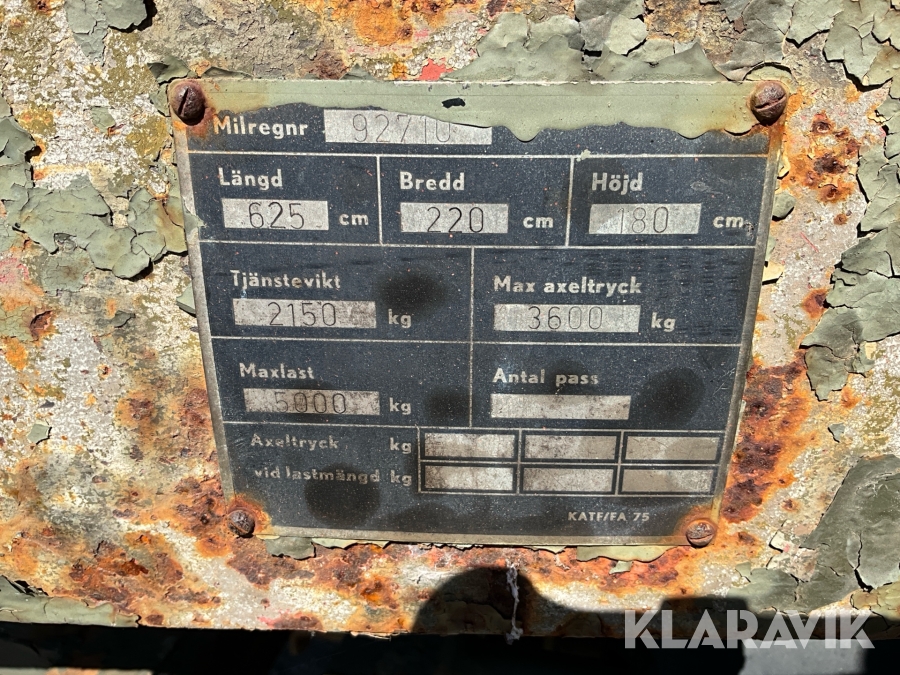 Milregnr 92710
Längd Bredd Höjd
625 cm 220 cm 180 cm
Tjänstevikt Max axeltryck
2150 kg 3600 kg
Maxlast Antal pass
5000 kg
Axeltryck kg
vid lastmängd kg
KATF/FA 75
KLARAVIK